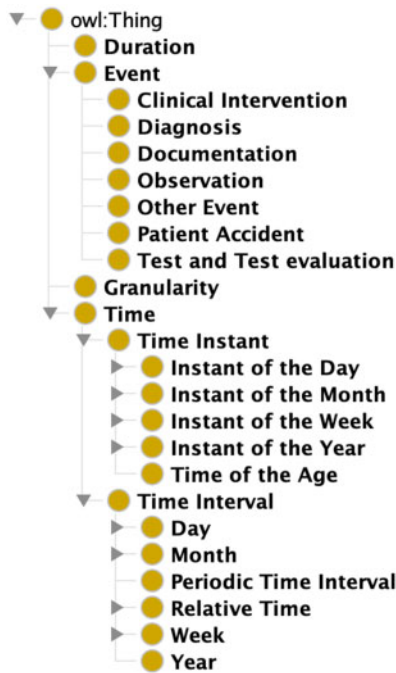 owl:Thing
Duration
Event
Clinical Intervention
Diagnosis
Documentation
Observation
Other Event
Patient Accident
Test and Test evaluation
Granularity
Time
Time Instant
Instant of the Day
Instant of the Month
Instant of the Week
Instant of the Year
Time of the Age
Time Interval
Day
Month
Periodic Time Interval
Relative Time
Week
Year